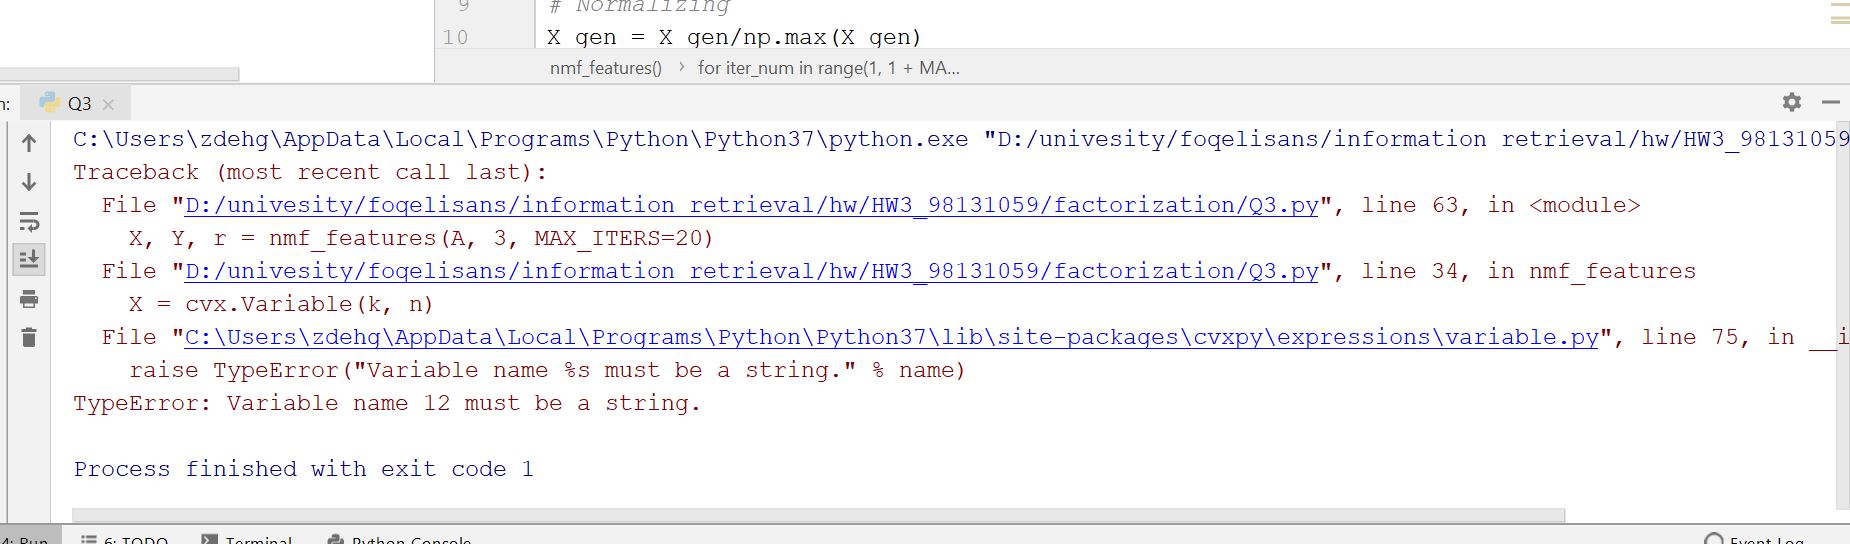 9 # Normalizing
10 X_gen = X_gen/np.max(X_gen)
nmf_features() › for iter_num in range(1, 1 + MA...
n: Q3 ×
C:\Users\zdehg\AppData\Local\Programs\Python\Python37\python.exe "D:/univesity/foqelisans/information retrieval/hw/HW3_98131059
Traceback (most recent call last):
File "D:/univesity/foqelisans/information retrieval/hw/HW3_98131059/factorization/Q3.py", line 63, in <module>
X, Y, r = nmf_features(A, 3, MAX_ITERS=20)
File "D:/univesity/foqelisans/information retrieval/hw/HW3_98131059/factorization/Q3.py", line 34, in nmf_features
X = cvx.Variable(k, n)
File "C:\Users\zdehg\AppData\Local\Programs\Python\Python37\lib\site-packages\cvxpy\expressions\variable.py", line 75, in __i
raise TypeError("Variable name %s must be a string." % name)
TypeError: Variable name 12 must be a string.
Process finished with exit code 1
4: Run 6: TODO Terminal Python Console Event Log